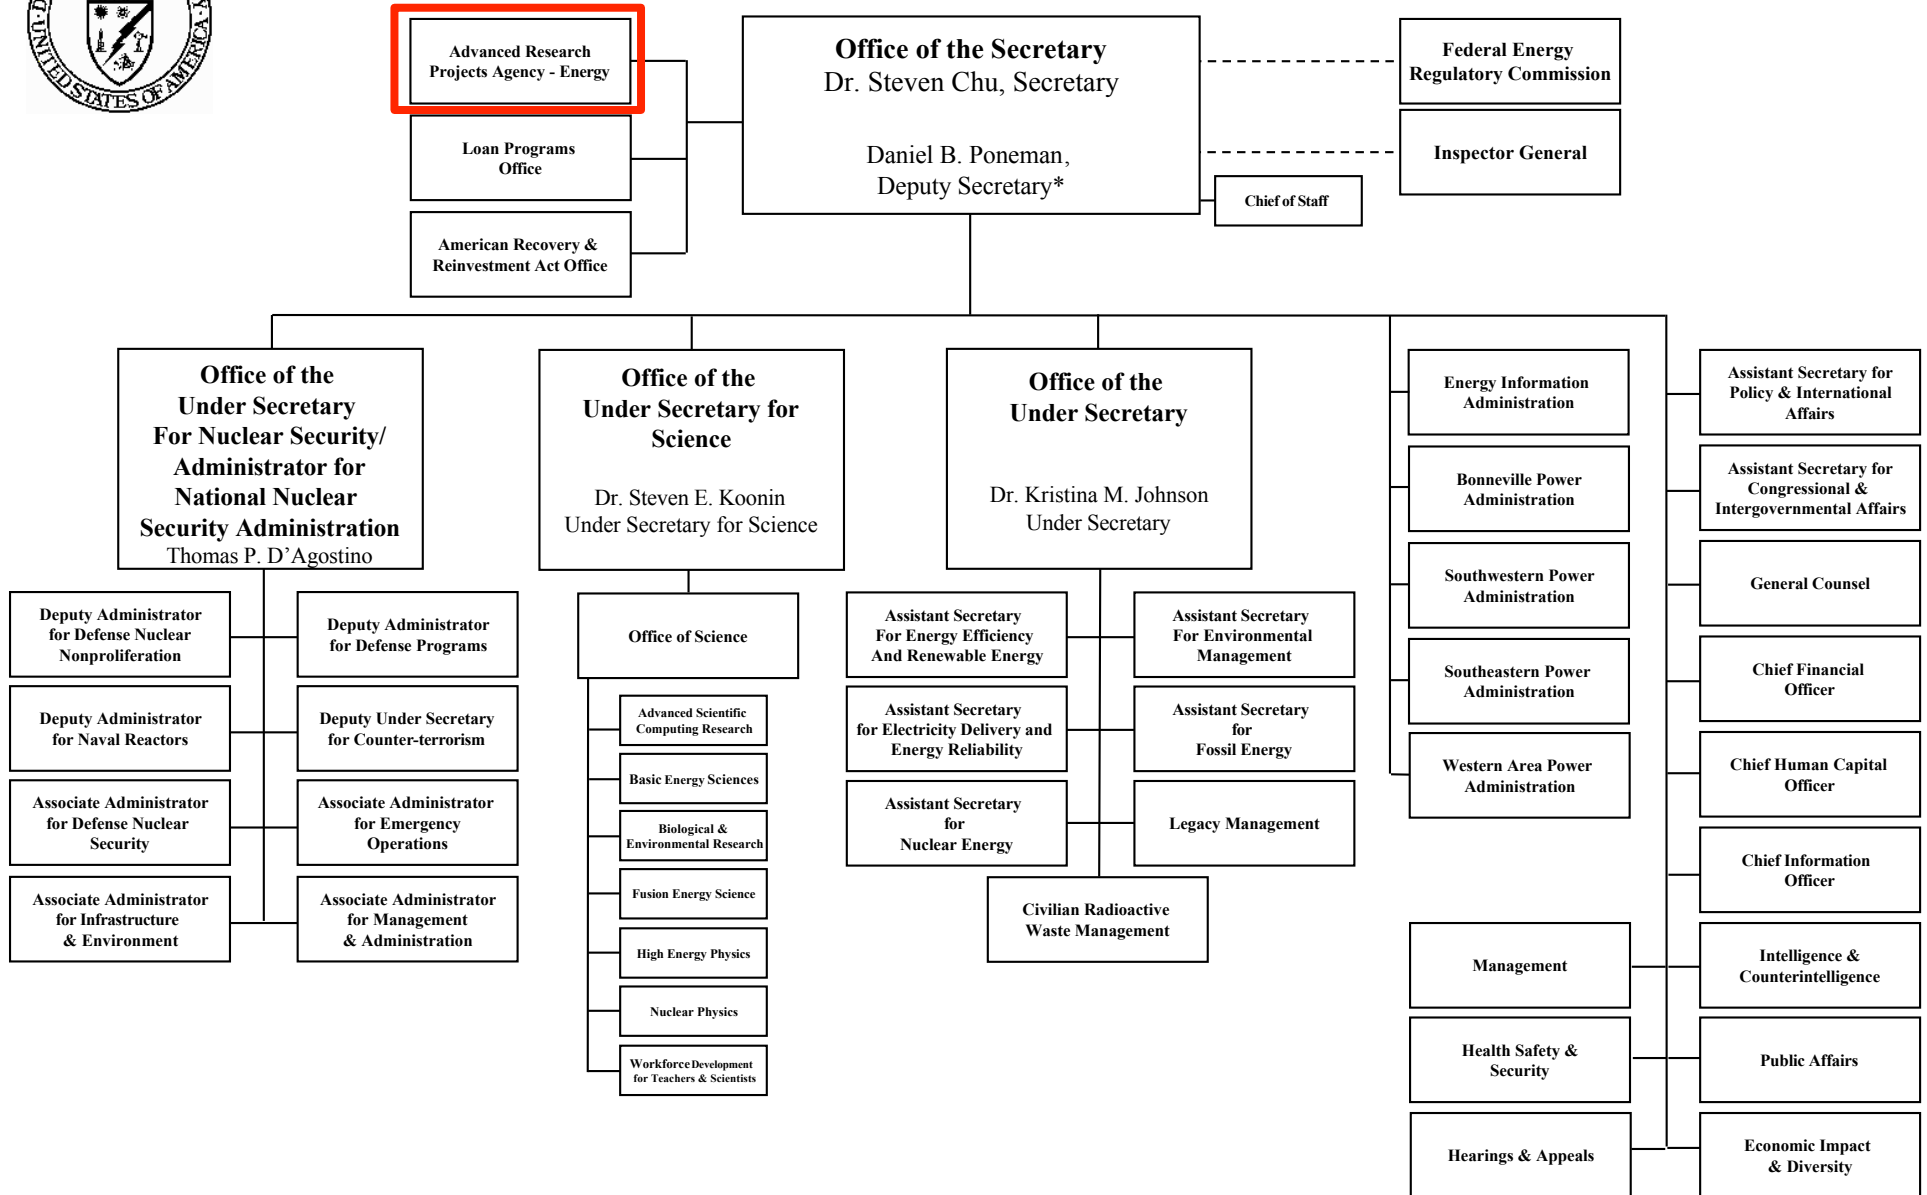 D·UNITED STATES OF AMERICA·
Advanced Research
Projects Agency - Energy
Loan Programs
Office
American Recovery &
Reinvestment Act Office
Office of the Secretary
Dr. Steven Chu, Secretary
Daniel B. Poneman,
Deputy Secretary*
Chief of Staff
Federal Energy
Regulatory Commission
Inspector General
Office of the
Under Secretary
For Nuclear Security/
Administrator for
National Nuclear
Security Administration
Thomas P. D’Agostino
Deputy Administrator
for Defense Nuclear
Nonproliferation
Deputy Administrator
for Defense Programs
Deputy Administrator
for Naval Reactors
Deputy Under Secretary
for Counter-terrorism
Associate Administrator
for Defense Nuclear
Security
Associate Administrator
for Emergency
Operations
Associate Administrator
for Infrastructure
& Environment
Associate Administrator
for Management
& Administration
Office of the
Under Secretary for
Science
Dr. Steven E. Koonin
Under Secretary for Science
Office of Science
Advanced Scientific
Computing Research
Basic Energy Sciences
Biological &
Environmental Research
Fusion Energy Science
High Energy Physics
Nuclear Physics
Workforce Development
for Teachers & Scientists
Office of the
Under Secretary
Dr. Kristina M. Johnson
Under Secretary
Assistant Secretary
For Energy Efficiency
And Renewable Energy
Assistant Secretary
For Environmental
Management
Assistant Secretary
for Electricity Delivery and
Energy Reliability
Assistant Secretary
for
Fossil Energy
Assistant Secretary
for
Nuclear Energy
Legacy Management
Civilian Radioactive
Waste Management
Energy Information
Administration
Bonneville Power
Administration
Southwestern Power
Administration
Southeastern Power
Administration
Western Area Power
Administration
Management
Health Safety &
Security
Hearings & Appeals
Assistant Secretary for
Policy & International
Affairs
Assistant Secretary for
Congressional &
Intergovernmental Affairs
General Counsel
Chief Financial
Officer
Chief Human Capital
Officer
Chief Information
Officer
Intelligence &
Counterintelligence
Public Affairs
Economic Impact
& Diversity